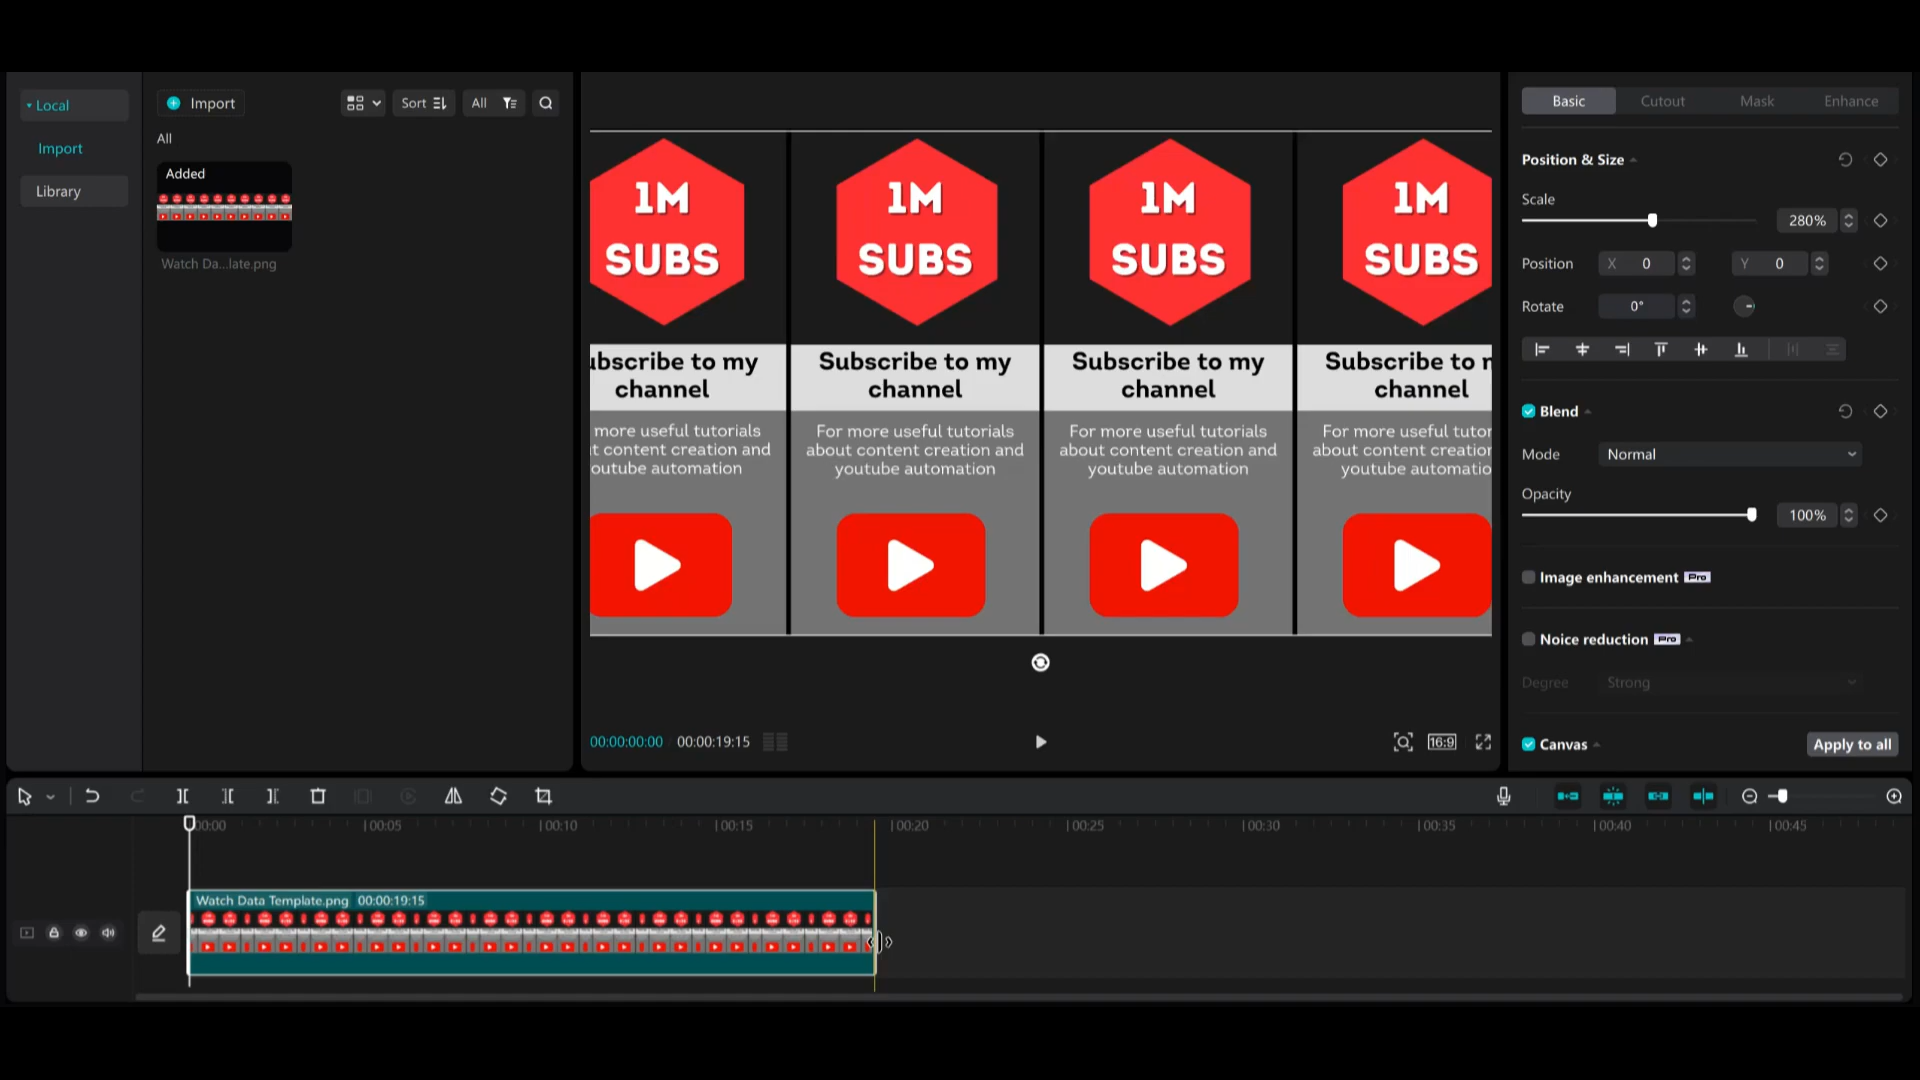 Local
Import
Library
Import
Sort
All
All
Added
Watch Da...late.png
1M
SUBS
1M
SUBS
1M
SUBS
1M
SUBS
ubscribe to my
channel
Subscribe to my
channel
Subscribe to my
channel
Subscribe to m
channel
more useful tutorials
t content creation and
outube automation
For more useful tutorials
about content creation and
youtube automation
For more useful tutorials
about content creation and
youtube automation
For more useful tutor
about content creation
youtube automatio
00:00:00:00
00:00:19:15
16:9
Basic
Cutout
Mask
Enhance
Position & Size
Scale
280%
Position
X 0
Y 0
Rotate
0°
Blend
Mode
Normal
Opacity
100%
Image enhancement Pro
Noice reduction Pro
Degree
Strong
Canvas
Apply to all
00:00
00:05
00:10
00:15
00:20
00:25
00:30
00:35
00:40
00:45
Watch Data Template.png 00:00:19:15